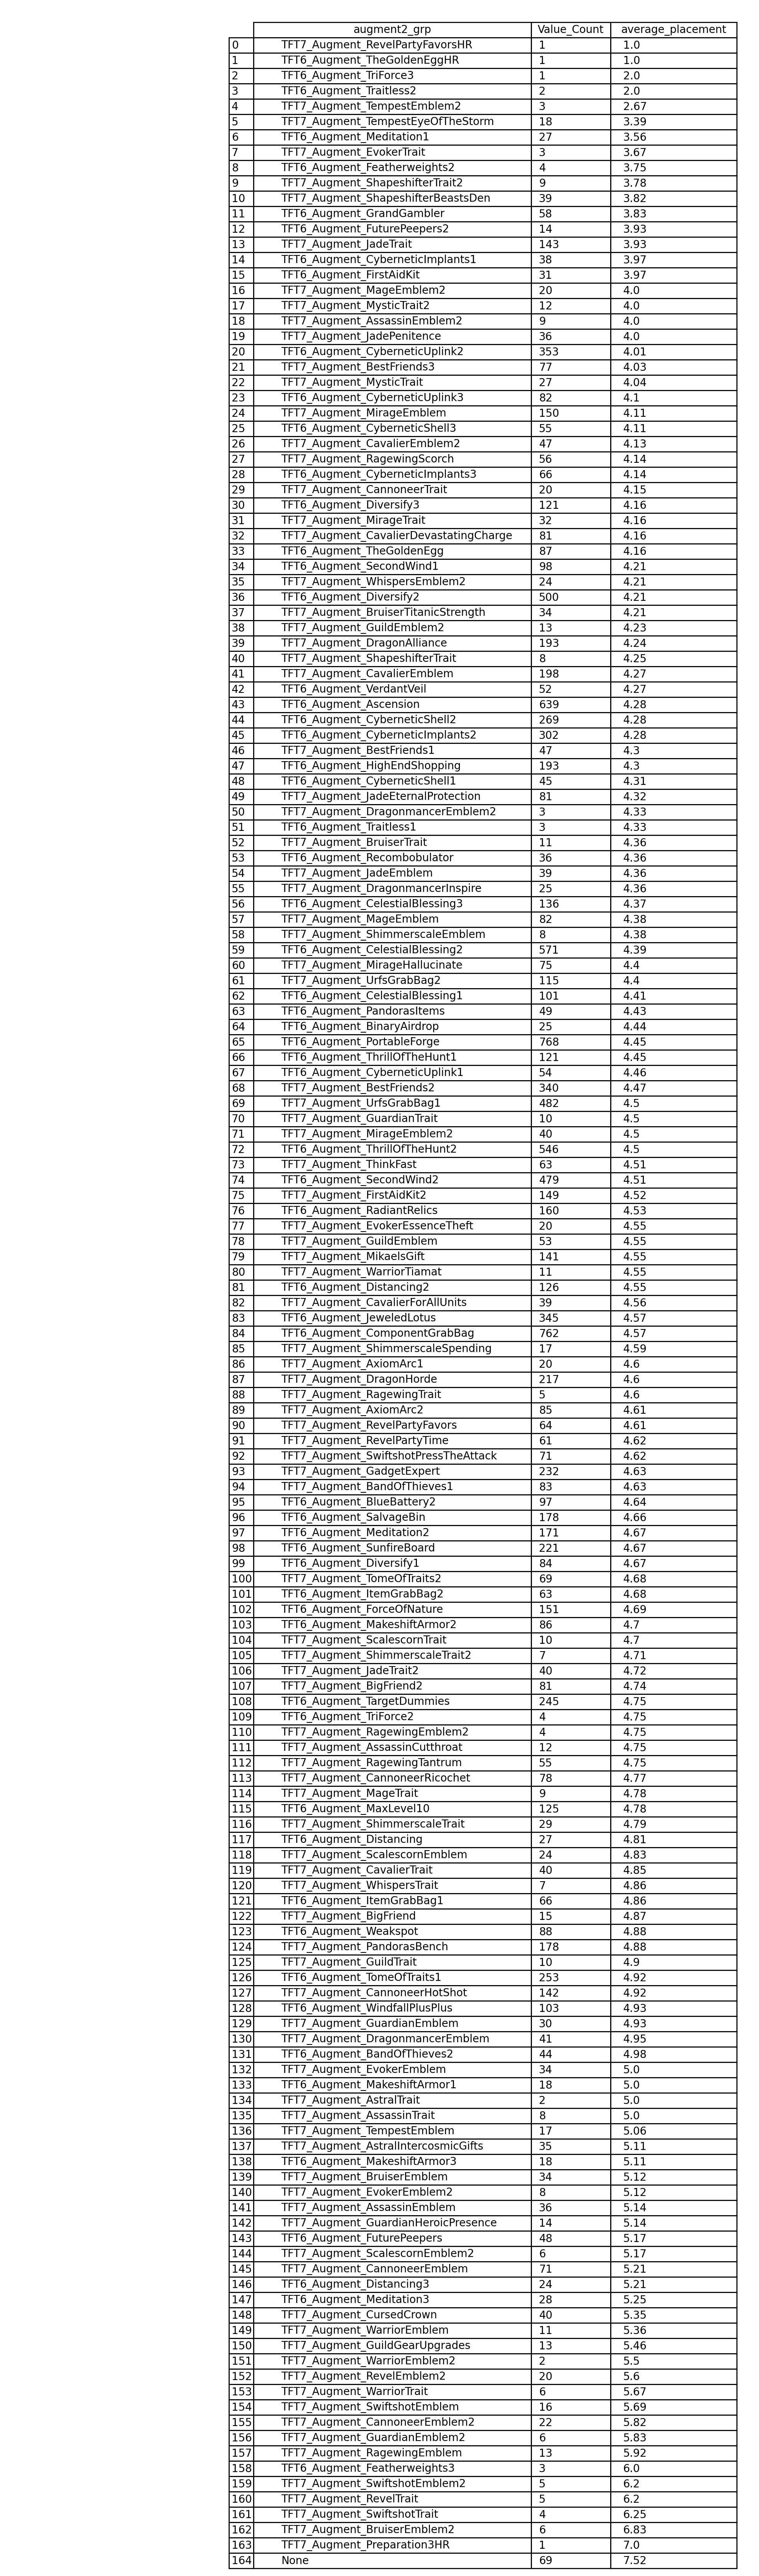 augment2_grp Value_Count average_placement
0 TFT7_Augment_RevelPartyFavorsHR 1 1.0
1 TFT6_Augment_TheGoldenEggHR 1 1.0
2 TFT6_Augment_TriForce3 1 2.0
3 TFT6_Augment_Traitless2 2 2.0
4 TFT7_Augment_TempestEmblem2 3 2.67
5 TFT7_Augment_TempestEyeOfTheStorm 18 3.39
6 TFT6_Augment_Meditation1 27 3.56
7 TFT7_Augment_EvokerTrait 3 3.67
8 TFT6_Augment_Featherweights2 4 3.75
9 TFT7_Augment_ShapeshifterTrait2 9 3.78
10 TFT7_Augment_ShapeshifterBeastsDen 39 3.82
11 TFT6_Augment_GrandGambler 58 3.83
12 TFT6_Augment_FuturePeepers2 14 3.93
13 TFT7_Augment_JadeTrait 143 3.93
14 TFT6_Augment_CyberneticImplants1 38 3.97
15 TFT6_Augment_FirstAidKit 31 3.97
16 TFT7_Augment_MageEmblem2 20 4.0
17 TFT7_Augment_MysticTrait2 12 4.0
18 TFT7_Augment_AssassinEmblem2 9 4.0
19 TFT7_Augment_JadePenitence 36 4.0
20 TFT6_Augment_CyberneticUplink2 353 4.01
21 TFT7_Augment_BestFriends3 77 4.03
22 TFT7_Augment_MysticTrait 27 4.04
23 TFT6_Augment_CyberneticUplink3 82 4.1
24 TFT7_Augment_MirageEmblem 150 4.11
25 TFT6_Augment_CyberneticShell3 55 4.11
26 TFT7_Augment_CavalierEmblem2 47 4.13
27 TFT7_Augment_RagewingScorch 56 4.14
28 TFT6_Augment_CyberneticImplants3 66 4.14
29 TFT7_Augment_CannoneerTrait 20 4.15
30 TFT6_Augment_Diversify3 121 4.16
31 TFT7_Augment_MirageTrait 32 4.16
32 TFT7_Augment_CavalierDevastatingCharge 81 4.16
33 TFT6_Augment_TheGoldenEgg 87 4.16
34 TFT6_Augment_SecondWind1 98 4.21
35 TFT7_Augment_WhispersEmblem2 24 4.21
36 TFT6_Augment_Diversify2 500 4.21
37 TFT7_Augment_BruiserTitanicStrength 34 4.21
38 TFT7_Augment_GuildEmblem2 13 4.23
39 TFT7_Augment_DragonAlliance 193 4.24
40 TFT7_Augment_ShapeshifterTrait 8 4.25
41 TFT7_Augment_CavalierEmblem 198 4.27
42 TFT6_Augment_VerdantVeil 52 4.27
43 TFT6_Augment_Ascension 639 4.28
44 TFT6_Augment_CyberneticShell2 269 4.28
45 TFT6_Augment_CyberneticImplants2 302 4.28
46 TFT7_Augment_BestFriends1 47 4.3
47 TFT6_Augment_HighEndShopping 193 4.3
48 TFT6_Augment_CyberneticShell1 45 4.31
49 TFT7_Augment_JadeEternalProtection 81 4.32
50 TFT7_Augment_DragonmancerEmblem2 3 4.33
51 TFT6_Augment_Traitless1 3 4.33
52 TFT7_Augment_BruiserTrait 11 4.36
53 TFT6_Augment_Recombobulator 36 4.36
54 TFT7_Augment_JadeEmblem 39 4.36
55 TFT7_Augment_DragonmancerInspire 25 4.36
56 TFT6_Augment_CelestialBlessing3 136 4.37
57 TFT7_Augment_MageEmblem 82 4.38
58 TFT7_Augment_ShimmerscaleEmblem 8 4.38
59 TFT6_Augment_CelestialBlessing2 571 4.39
60 TFT7_Augment_MirageHallucinate 75 4.4
61 TFT7_Augment_UrfsGrabBag2 115 4.4
62 TFT6_Augment_CelestialBlessing1 101 4.41
63 TFT6_Augment_PandorasItems 49 4.43
64 TFT6_Augment_BinaryAirdrop 25 4.44
65 TFT6_Augment_PortableForge 768 4.45
66 TFT6_Augment_ThrillOfTheHunt1 121 4.45
67 TFT6_Augment_CyberneticUplink1 54 4.46
68 TFT7_Augment_BestFriends2 340 4.47
69 TFT7_Augment_UrfsGrabBag1 482 4.5
70 TFT7_Augment_GuardianTrait 10 4.5
71 TFT7_Augment_MirageEmblem2 40 4.5
72 TFT6_Augment_ThrillOfTheHunt2 546 4.5
73 TFT7_Augment_ThinkFast 63 4.51
74 TFT6_Augment_SecondWind2 479 4.51
75 TFT7_Augment_FirstAidKit2 149 4.52
76 TFT6_Augment_RadiantRelics 160 4.53
77 TFT7_Augment_EvokerEssenceTheft 20 4.55
78 TFT7_Augment_GuildEmblem 53 4.55
79 TFT7_Augment_MikaelsGift 141 4.55
80 TFT7_Augment_WarriorTiamat 11 4.55
81 TFT6_Augment_Distancing2 126 4.55
82 TFT7_Augment_CavalierForAllUnits 39 4.56
83 TFT6_Augment_JeweledLotus 345 4.57
84 TFT6_Augment_ComponentGrabBag 762 4.57
85 TFT7_Augment_ShimmerscaleSpending 17 4.59
86 TFT7_Augment_AxiomArc1 20 4.6
87 TFT7_Augment_DragonHorde 217 4.6
88 TFT7_Augment_RagewingTrait 5 4.6
89 TFT7_Augment_AxiomArc2 85 4.61
90 TFT7_Augment_RevelPartyFavors 64 4.61
91 TFT7_Augment_RevelPartyTime 61 4.62
92 TFT7_Augment_SwiftshotPressTheAttack 71 4.62
93 TFT7_Augment_GadgetExpert 232 4.63
94 TFT7_Augment_BandOfThieves1 83 4.63
95 TFT6_Augment_BlueBattery2 97 4.64
96 TFT6_Augment_SalvageBin 178 4.66
97 TFT6_Augment_Meditation2 171 4.67
98 TFT6_Augment_SunfireBoard 221 4.67
99 TFT6_Augment_Diversify1 84 4.67
100 TFT7_Augment_TomeOfTraits2 69 4.68
101 TFT6_Augment_ItemGrabBag2 63 4.68
102 TFT6_Augment_ForceOfNature 151 4.69
103 TFT6_Augment_MakeshiftArmor2 86 4.7
104 TFT7_Augment_ScalescornTrait 10 4.7
105 TFT7_Augment_ShimmerscaleTrait2 7 4.71
106 TFT7_Augment_JadeTrait2 40 4.72
107 TFT7_Augment_BigFriend2 81 4.74
108 TFT6_Augment_TargetDummies 245 4.75
109 TFT6_Augment_TriForce2 4 4.75
110 TFT7_Augment_RagewingEmblem2 4 4.75
111 TFT7_Augment_AssassinCutthroat 12 4.75
112 TFT7_Augment_RagewingTantrum 55 4.75
113 TFT7_Augment_CannoneerRicochet 78 4.77
114 TFT7_Augment_MageTrait 9 4.78
115 TFT6_Augment_MaxLevel10 125 4.78
116 TFT7_Augment_ShimmerscaleTrait 29 4.79
117 TFT6_Augment_Distancing 27 4.81
118 TFT7_Augment_ScalescornEmblem 24 4.83
119 TFT7_Augment_CavalierTrait 40 4.85
120 TFT7_Augment_WhispersTrait 7 4.86
121 TFT6_Augment_ItemGrabBag1 66 4.86
122 TFT7_Augment_BigFriend 15 4.87
123 TFT6_Augment_Weakspot 88 4.88
124 TFT7_Augment_PandorasBench 178 4.88
125 TFT7_Augment_GuildTrait 10 4.9
126 TFT6_Augment_TomeOfTraits1 253 4.92
127 TFT7_Augment_CannoneerHotShot 142 4.92
128 TFT6_Augment_WindfallPlusPlus 103 4.93
129 TFT7_Augment_GuardianEmblem 30 4.93
130 TFT7_Augment_DragonmancerEmblem 41 4.95
131 TFT6_Augment_BandOfThieves2 44 4.98
132 TFT7_Augment_EvokerEmblem 34 5.0
133 TFT6_Augment_MakeshiftArmor1 18 5.0
134 TFT7_Augment_AstralTrait 2 5.0
135 TFT7_Augment_AssassinTrait 8 5.0
136 TFT7_Augment_TempestEmblem 17 5.06
137 TFT7_Augment_AstralIntercosmicGifts 35 5.11
138 TFT6_Augment_MakeshiftArmor3 18 5.11
139 TFT7_Augment_BruiserEmblem 34 5.12
140 TFT7_Augment_EvokerEmblem2 8 5.12
141 TFT7_Augment_AssassinEmblem 36 5.14
142 TFT7_Augment_GuardianHeroicPresence 14 5.14
143 TFT6_Augment_FuturePeepers 48 5.17
144 TFT7_Augment_ScalescornEmblem2 6 5.17
145 TFT7_Augment_CannoneerEmblem 71 5.21
146 TFT6_Augment_Distancing3 24 5.21
147 TFT6_Augment_Meditation3 28 5.25
148 TFT7_Augment_CursedCrown 40 5.35
149 TFT7_Augment_WarriorEmblem 11 5.36
150 TFT7_Augment_GuildGearUpgrades 13 5.46
151 TFT7_Augment_WarriorEmblem2 2 5.5
152 TFT7_Augment_RevelEmblem2 20 5.6
153 TFT7_Augment_WarriorTrait 6 5.67
154 TFT7_Augment_SwiftshotEmblem 16 5.69
155 TFT7_Augment_CannoneerEmblem2 22 5.82
156 TFT7_Augment_GuardianEmblem2 6 5.83
157 TFT7_Augment_RagewingEmblem 13 5.92
158 TFT6_Augment_Featherweights3 3 6.0
159 TFT7_Augment_SwiftshotEmblem2 5 6.2
160 TFT7_Augment_RevelTrait 5 6.2
161 TFT7_Augment_SwiftshotTrait 4 6.25
162 TFT7_Augment_BruiserEmblem2 6 6.83
163 TFT7_Augment_Preparation3HR 1 7.0
164 None 69 7.52